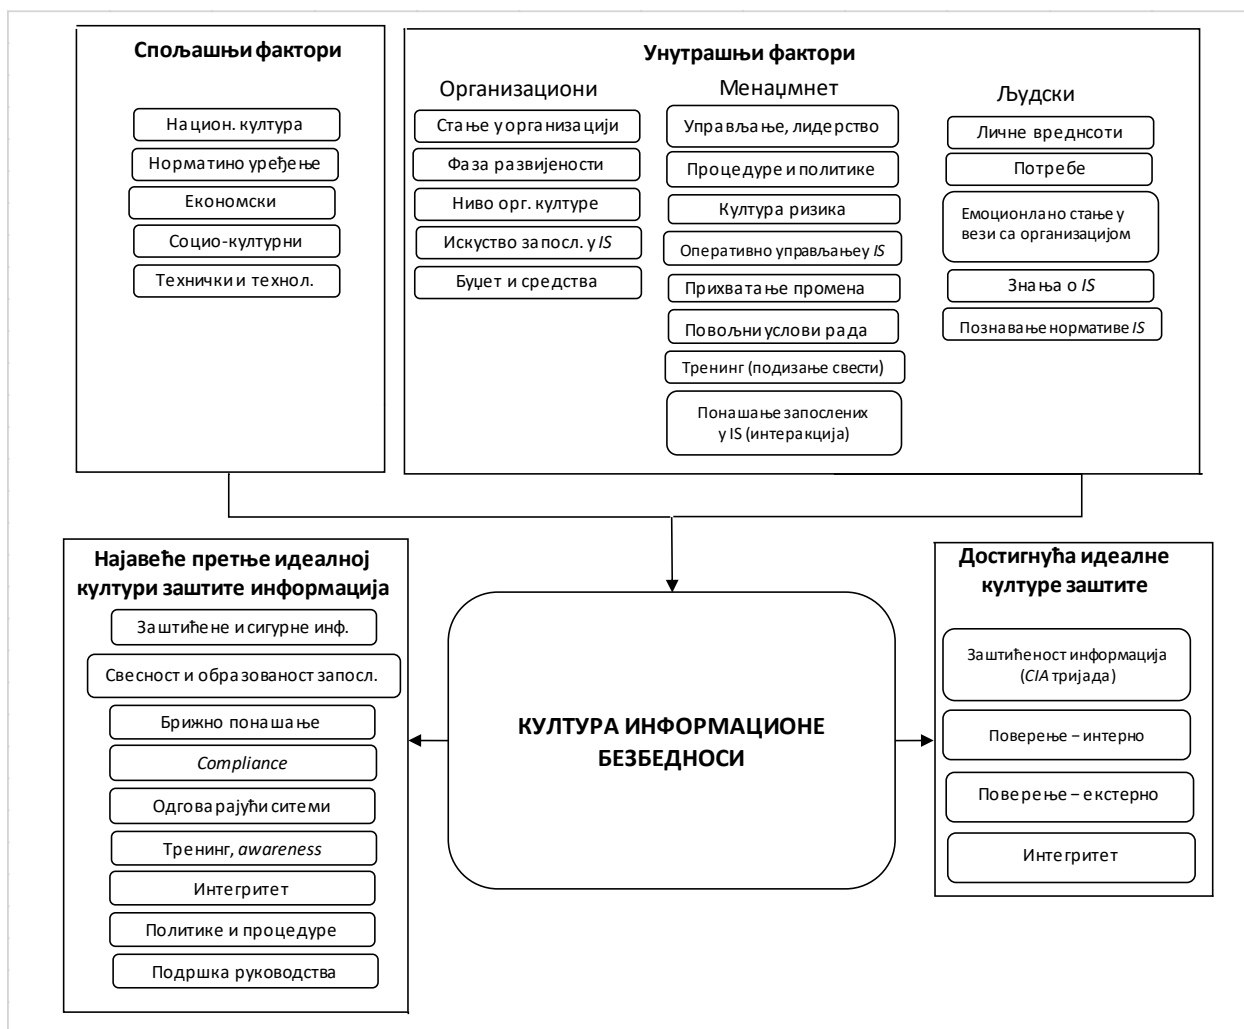 Спољашњи фактори
Национ. култура
Норматино уређење
Економски
Социо-културни
Технички и технол.
Унутрашњи фактори
Организациони
Стање у организацији
Фаза развијености
Ниво орг. културе
Искуство запосл. у IS
Буџет и средства
Менаџмнет
Управљање, лидерство
Процедуре и политике
Култура ризика
Оперативно управљањеу IS
Прихватање промена
Повољни услови рада
Тренинг (подизање свести)
Понашање запослених
у IS (интеракција)
Људски
Личне вреднсоти
Потребе
Емоционлано стање у
вези са организацијом
Знања о IS
Познавање нормативе IS
Најавеће претње идеалној
култури заштите информација
Заштићене и сигурне инф.
Свесност и образованост запосл.
Брижно понашање
Compliance
Одговарајући ситеми
Тренинг, awareness
Интегритет
Политике и процедуре
Подршка руководства
КУЛТУРА ИНФОРМАЦИОНЕ
БЕЗБЕДНОСИ
Достигнућа идеалне
културе заштите
Заштићеност информација
(CIA тријада)
Поверење – интерно
Поверење – екстерно
Интегритет